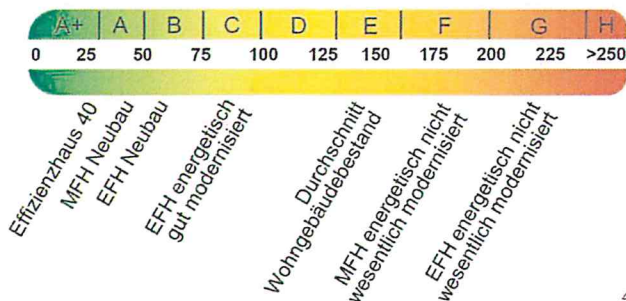 A+ A B C D E F G H
0 25 50 75 100 125 150 175 200 225 >250
Effizienzhaus 40
MFH Neubau
EFH Neubau
EFH energetisch
gut modernisiert
Durchschnitt
Wohngebäudebestand
MFH energetisch nicht
wesentlich modernisiert
EFH energetisch nicht
wesentlich modernisiert